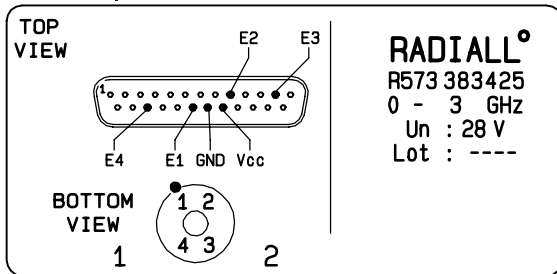 TOP
VIEW
E2 E3
1
E4 E1 GND Vcc
BOTTOM
VIEW
1 2
4 3
1 2
RADIALL°
R573 383425
0 - 3 GHz
Un : 28 V
Lot : ----